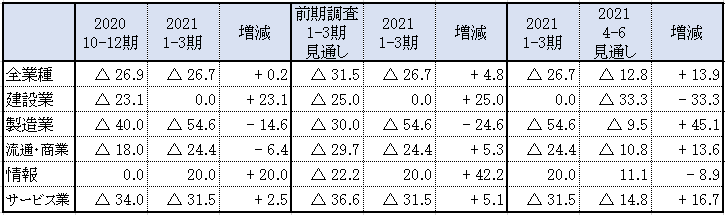 2020 10-12期 2021 1-3期 増減 前期調査 1-3期 見通し 2021 1-3期 増減 2021 1-3期 2021 4-6 見通し 増減
全業種 △ 26.9 △ 26.7 + 0.2 △ 31.5 △ 26.7 + 4.8 △ 26.7 △ 12.8 + 13.9
建設業 △ 23.1 0.0 + 23.1 △ 25.0 0.0 + 25.0 0.0 △ 33.3 - 33.3
製造業 △ 40.0 △ 54.6 - 14.6 △ 30.0 △ 54.6 - 24.6 △ 54.6 △ 9.5 + 45.1
流通・商業 △ 18.0 △ 24.4 - 6.4 △ 29.7 △ 24.4 + 5.3 △ 24.4 △ 10.8 + 13.6
情報 0.0 20.0 + 20.0 △ 22.2 20.0 + 42.2 20.0 11.1 - 8.9
サービス業 △ 34.0 △ 31.5 + 2.5 △ 36.6 △ 31.5 + 5.1 △ 31.5 △ 14.8 + 16.7